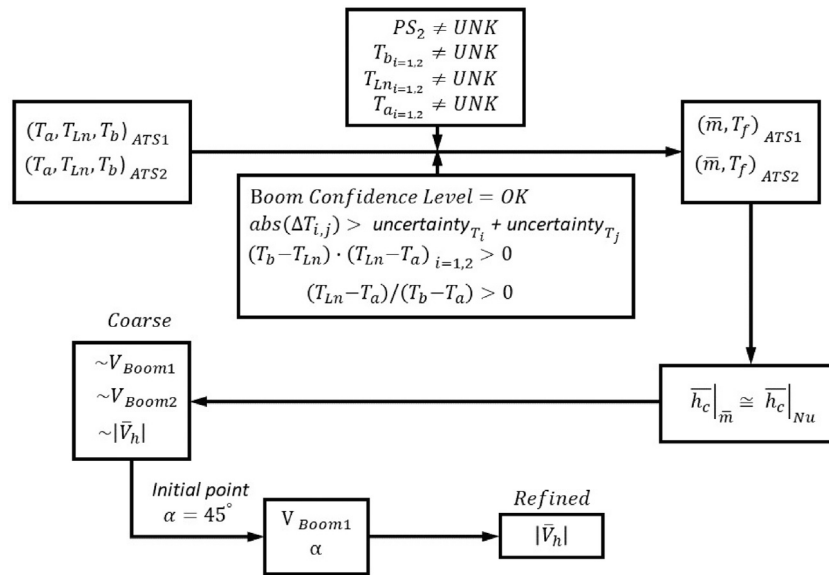 PS₂ ≠ UNK
T_{b_{i=1,2}} ≠ UNK
T_{Ln_{i=1,2}} ≠ UNK
T_{a_{i=1,2}} ≠ UNK
(T_a, T_{Ln}, T_b)_{ATS1}
(T_a, T_{Ln}, T_b)_{ATS2}
(m̅, T_f)_{ATS1}
(m̅, T_f)_{ATS2}
Boom Confidence Level = OK
abs(ΔT_{i,j}) > uncertainty_{T_i} + uncertainty_{T_j}
(T_b−T_{Ln}) · (T_{Ln}−T_a)_{i=1,2} > 0
(T_{Ln}−T_a)/(T_b−T_a) > 0
Coarse
~V_{Boom1}
~V_{Boom2}
~|V̅_h|
h̅_c̅|_{m̅} ≅ h̅_c̅|_{Nu}
Initial point
α = 45°
V_{Boom1}
α
Refined
|V̅_h|